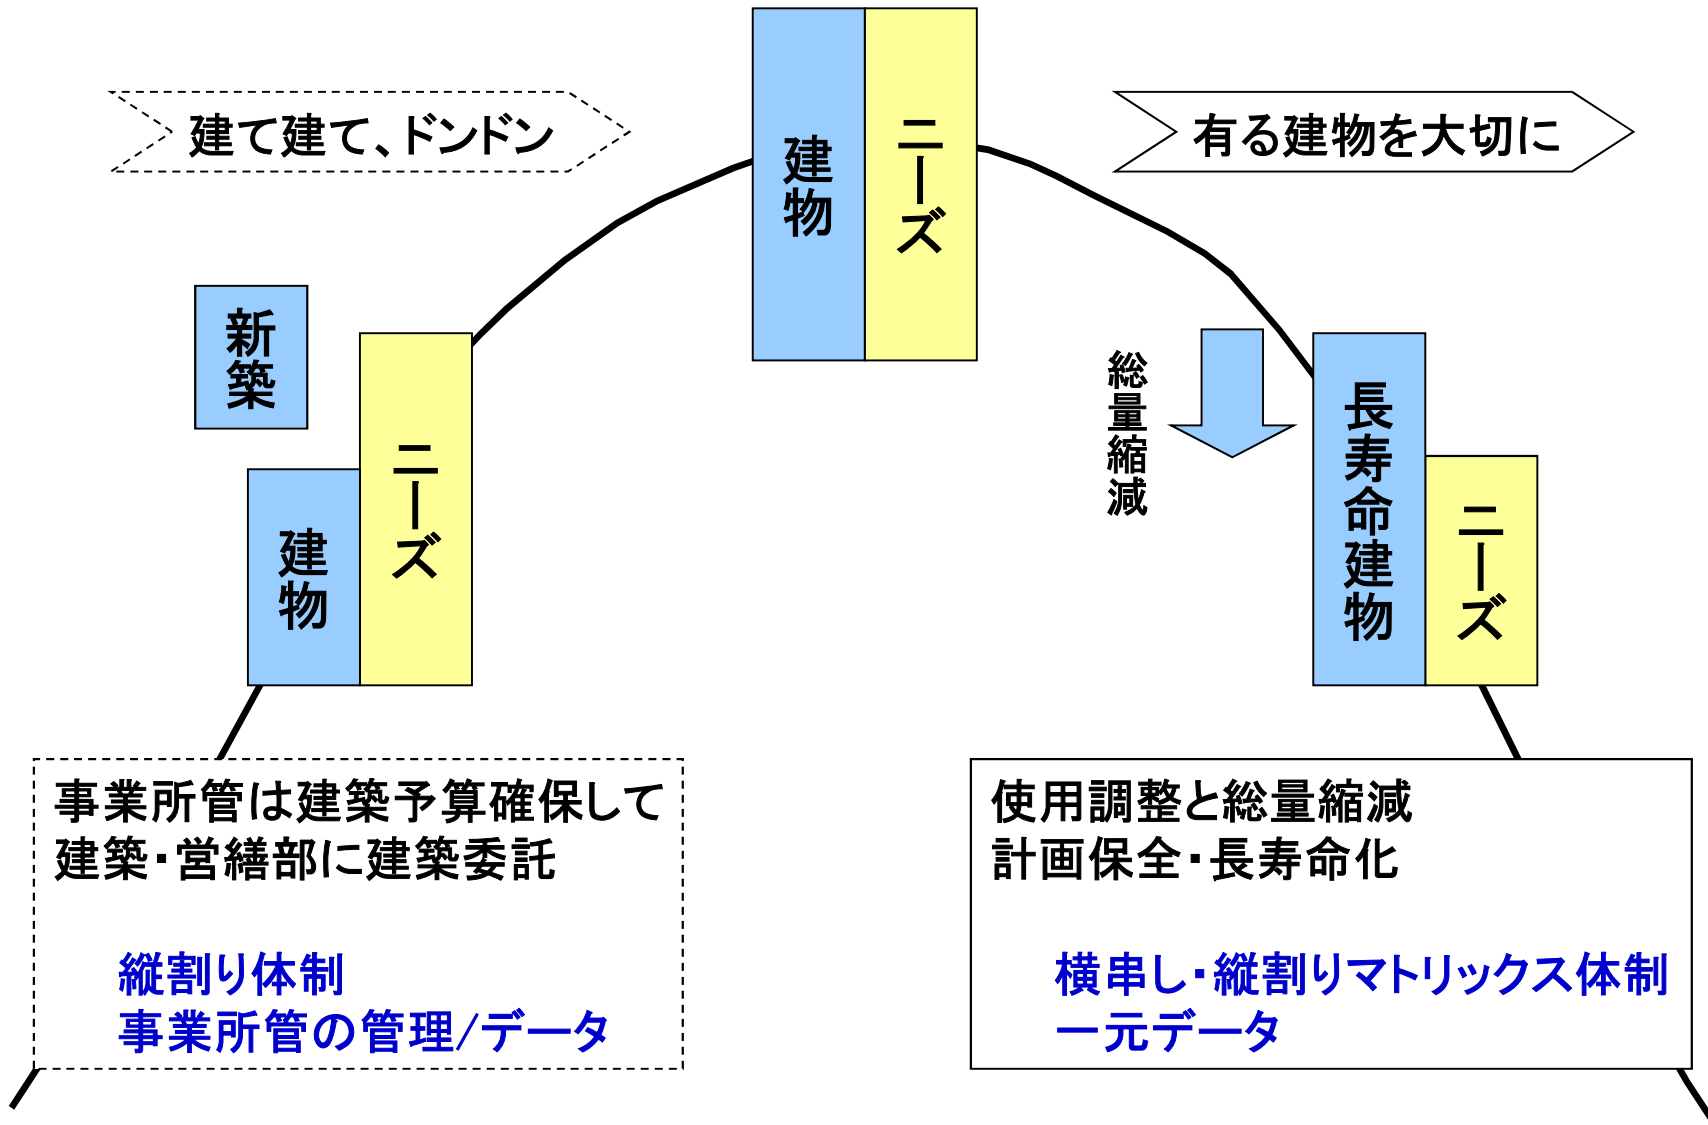 建て建て、ドンドン
新築
建物
ニーズ
建物
ニーズ
有る建物を大切に
総量縮減
長寿命建物
ニーズ
事業所管は建築予算確保して
建築・営繕部に建築委託
縦割り体制
事業所管の管理/データ
使用調整と総量縮減
計画保全・長寿命化
横串し・縦割りマトリックス体制
一元データ